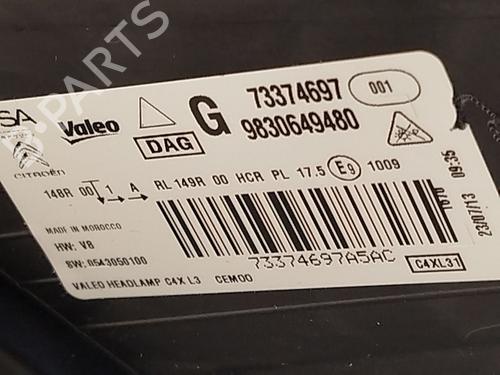 B-PARTS
SA
Valeo
CITROËN
DAG
G
73374697
001
9830649480
148R 00 1 A
RL 149R 00 HCR PL 17.5 E9 1009
MADE IN MOROCCO
HW: V8
SW: 0543050100
VALEO HEADLAMP C4X L3 CEMOO
73374697A5AC
C4XL3.1
23/07/13 09:35